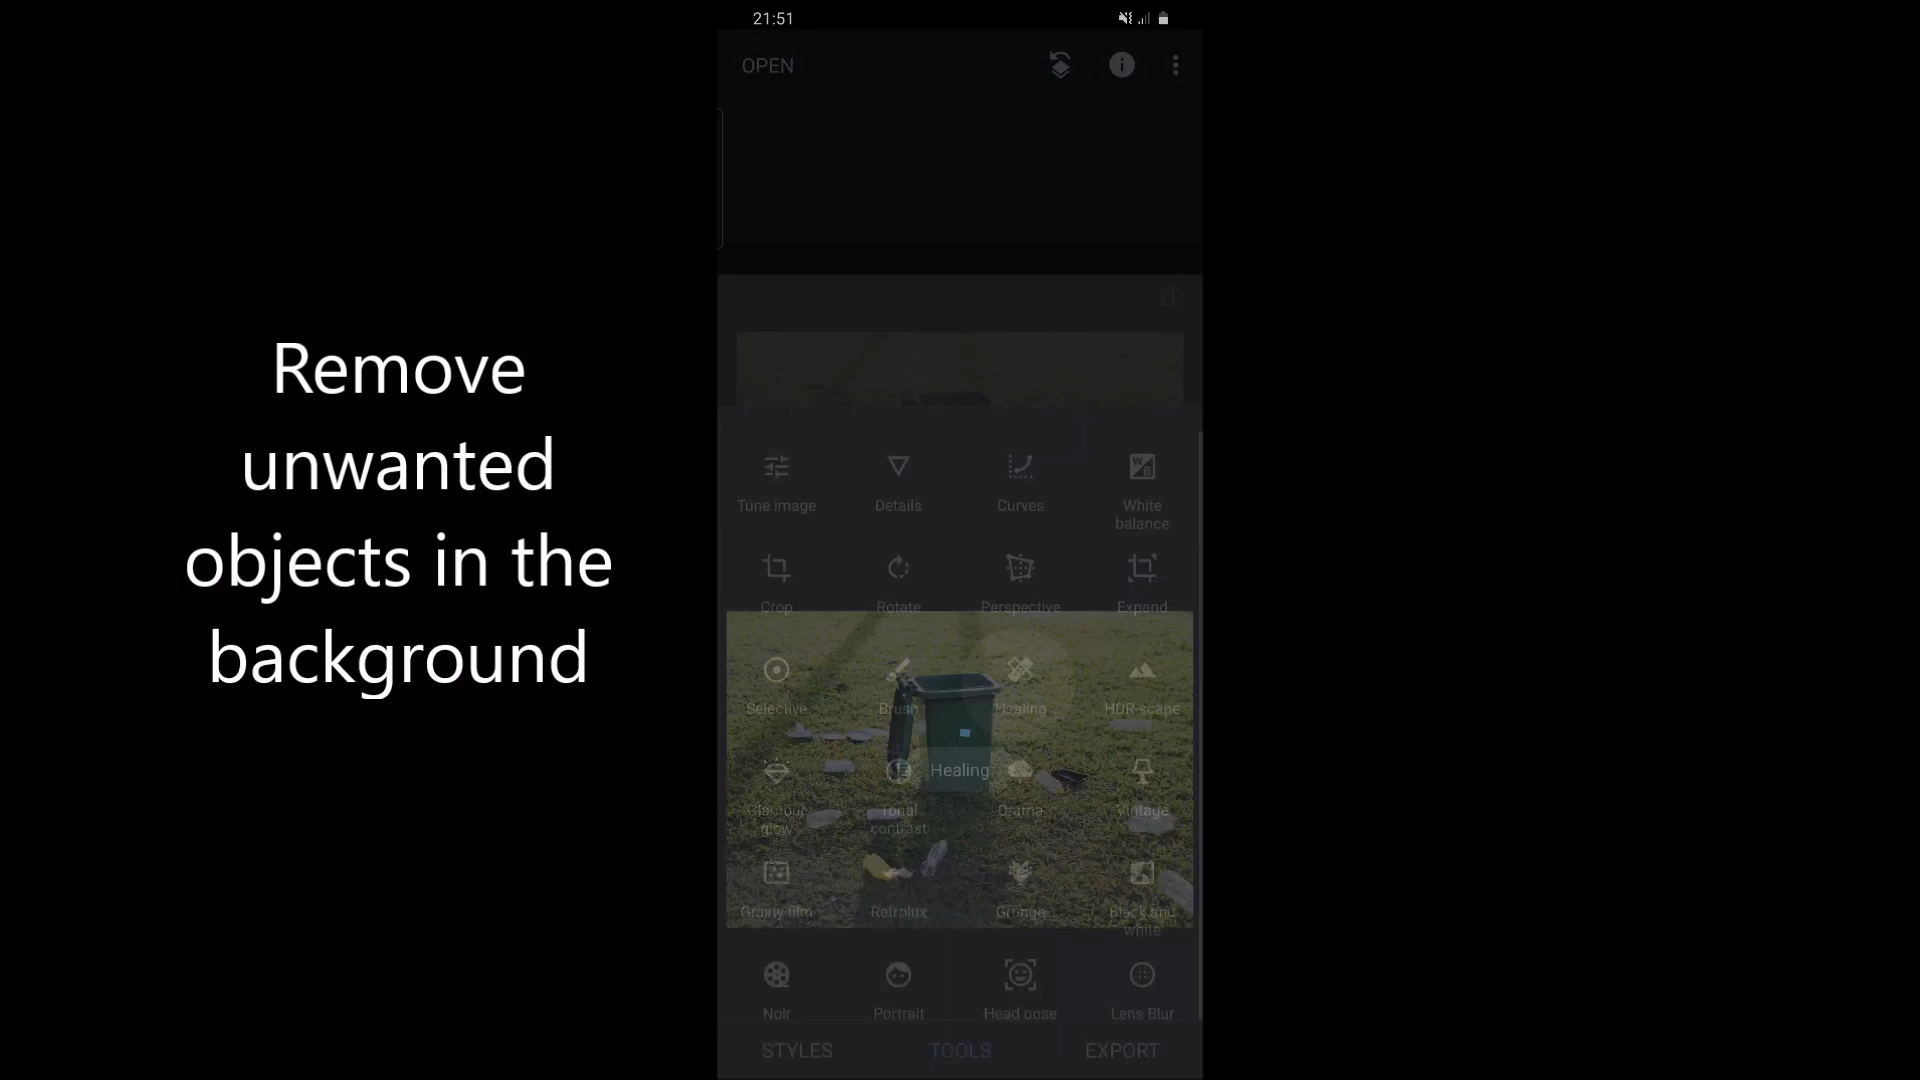 21:51
OPEN
Remove
unwanted
objects in the
background
Tune image
Details
Curves
White
balance
Crop
Rotate
Perspective
Expand
Selective
Brush
Healing
HDR-scape
Healing
Glamour
glow
Tonal
contrast
Drama
Vintage
Grainy film
Retrolux
Grunge
Black and
white
Noir
Portrait
Head pose
Lens Blur
STYLES
TOOLS
EXPORT